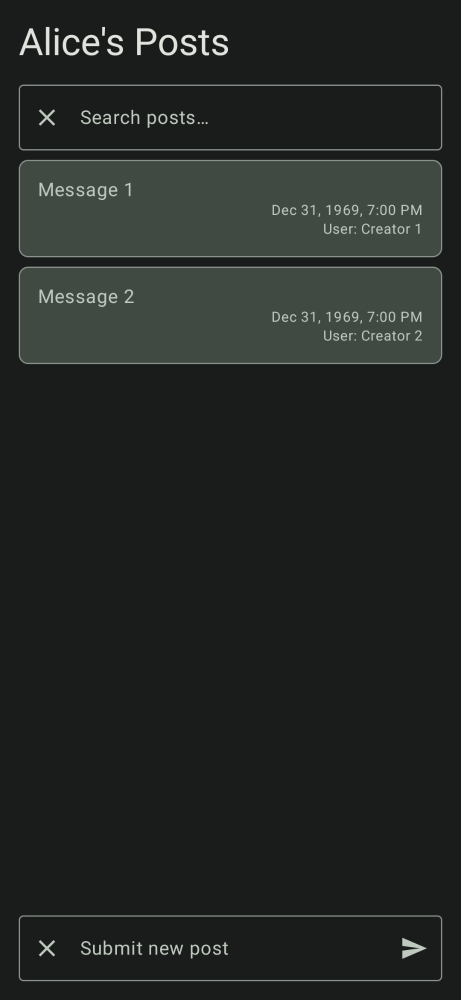 Alice's Posts
Search posts…
Message 1
Dec 31, 1969, 7:00 PM
User: Creator 1
Message 2
Dec 31, 1969, 7:00 PM
User: Creator 2
Submit new post